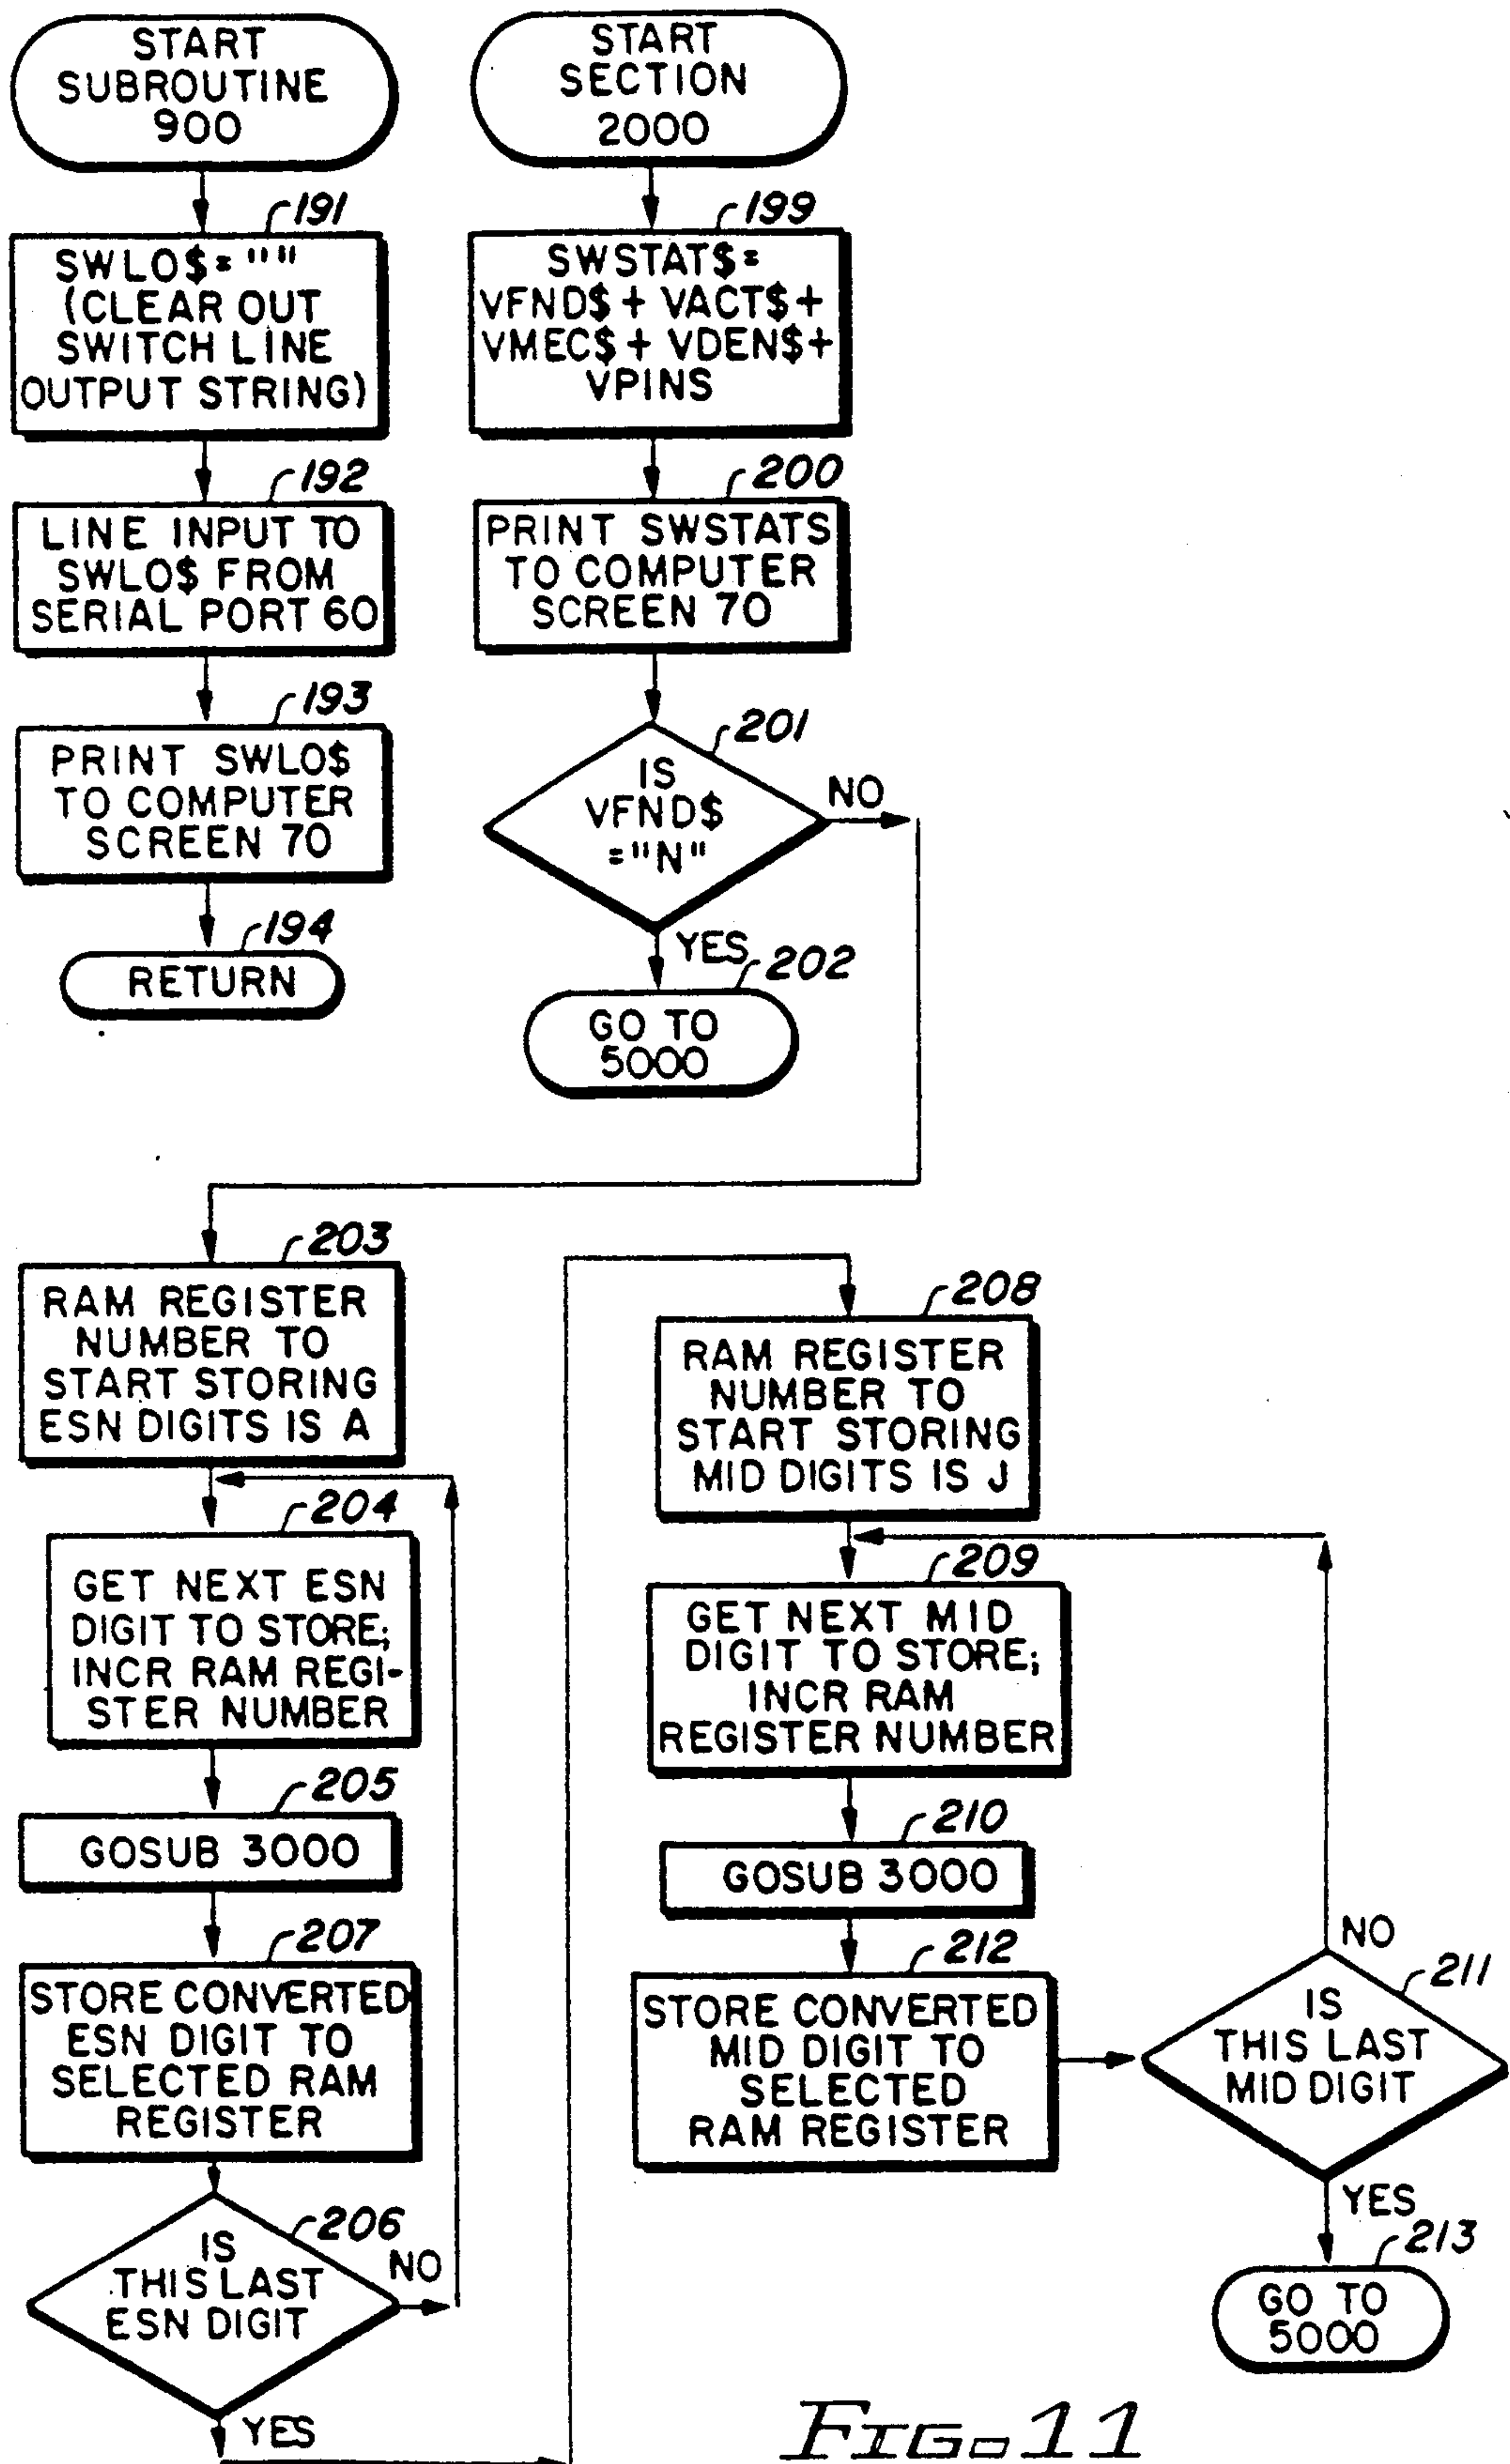 START
SUBROUTINE
900
191
SWLO$=""
(CLEAR OUT
SWITCH LINE
OUTPUT STRING)
192
LINE INPUT TO
SWLO$ FROM
SERIAL PORT 60
193
PRINT SWLO$
TO COMPUTER
SCREEN 70
194
RETURN
START
SECTION
2000
199
SWSTAT$=
VFND$ + VACT$ +
VMEC$ + VDEN$+
VPINS
200
PRINT SWSTATS
TO COMPUTER
SCREEN 70
201
IS
VFND$
="N"
NO
YES
202
GO TO
5000
203
RAM REGISTER
NUMBER TO
START STORING
ESN DIGITS IS A
204
GET NEXT ESN
DIGIT TO STORE;
INCR RAM REGI-
STER NUMBER
205
GOSUB 3000
207
STORE CONVERTED
ESN DIGIT TO
SELECTED RAM
REGISTER
206
IS
THIS LAST
ESN DIGIT
NO
YES
208
RAM REGISTER
NUMBER TO
START STORING
MID DIGITS IS J
209
GET NEXT MID
DIGIT TO STORE;
INCR RAM
REGISTER NUMBER
210
GOSUB 3000
212
STORE CONVERTED
MID DIGIT TO
SELECTED
RAM REGISTER
NO
211
IS
THIS LAST
MID DIGIT
YES
213
GO TO
5000
FIG. 11